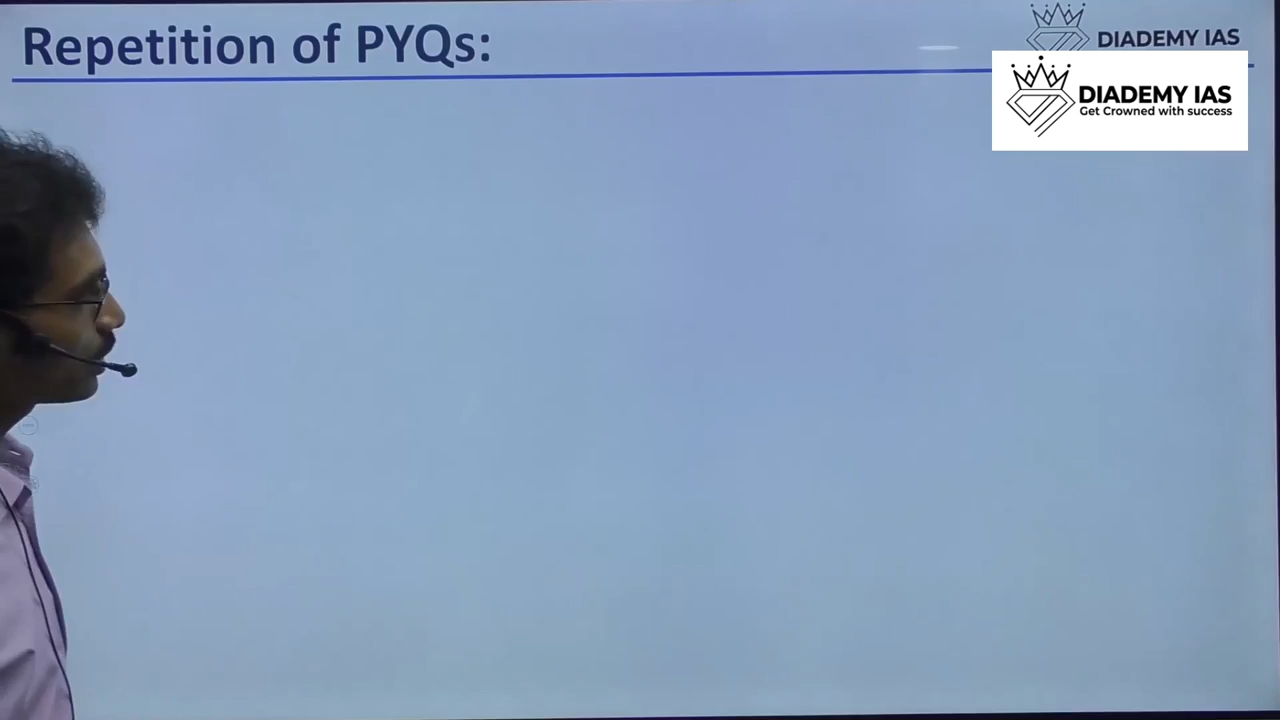 Repetition of PYQs:
DIADEMY IAS
DIADEMY IAS
Get Crowned with success